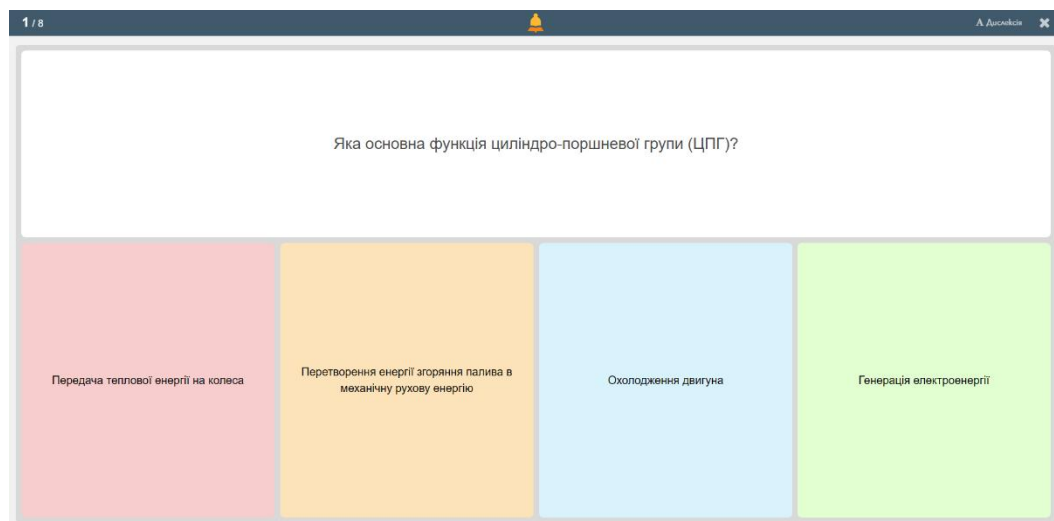 1 / 8
А Дислексія
Яка основна функція циліндро-поршневої групи (ЦПГ)?
Передача теплової енергії на колеса
Перетворення енергії згоряння палива в
механічну рухову енергію
Охолодження двигуна
Генерація електроенергії